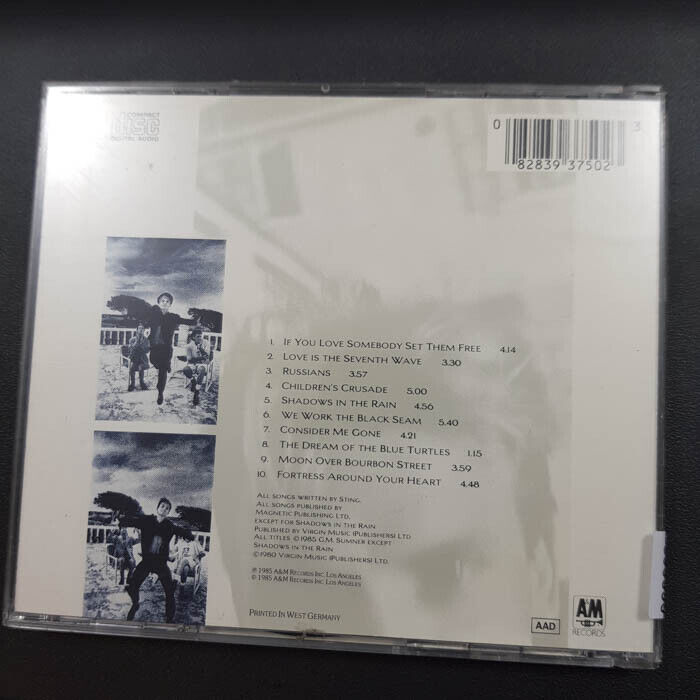 COMPACT
disc
DIGITAL AUDIO
0 82839 37502 3
1. IF YOU LOVE SOMEBODY SET THEM FREE 4.14
2. LOVE IS THE SEVENTH WAVE 3.30
3. RUSSIANS 3.57
4. CHILDREN'S CRUSADE 5.00
5. SHADOWS IN THE RAIN 4.56
6. WE WORK THE BLACK SEAM 5.40
7. CONSIDER ME GONE 4.21
8. THE DREAM OF THE BLUE TURTLES 1.15
9. MOON OVER BOURBON STREET 3.59
10. FORTRESS AROUND YOUR HEART 4.48
ALL SONGS WRITTEN BY STING.
ALL SONGS PUBLISHED BY
MAGNETIC PUBLISHING LTD.
EXCEPT FOR SHADOWS IN THE RAIN
PUBLISHED BY VIRGIN MUSIC (PUBLISHERS) LTD
ALL TITLES ©1985 G.M. SUMNER EXCEPT
SHADOWS IN THE RAIN
©1980 VIRGIN MUSIC (PUBLISHERS) LTD.
℗ 1985 A&M RECORDS INC. LOS ANGELES
© 1985 A&M RECORDS INC. LOS ANGELES
PRINTED IN WEST GERMANY
AAD
A&M
RECORDS